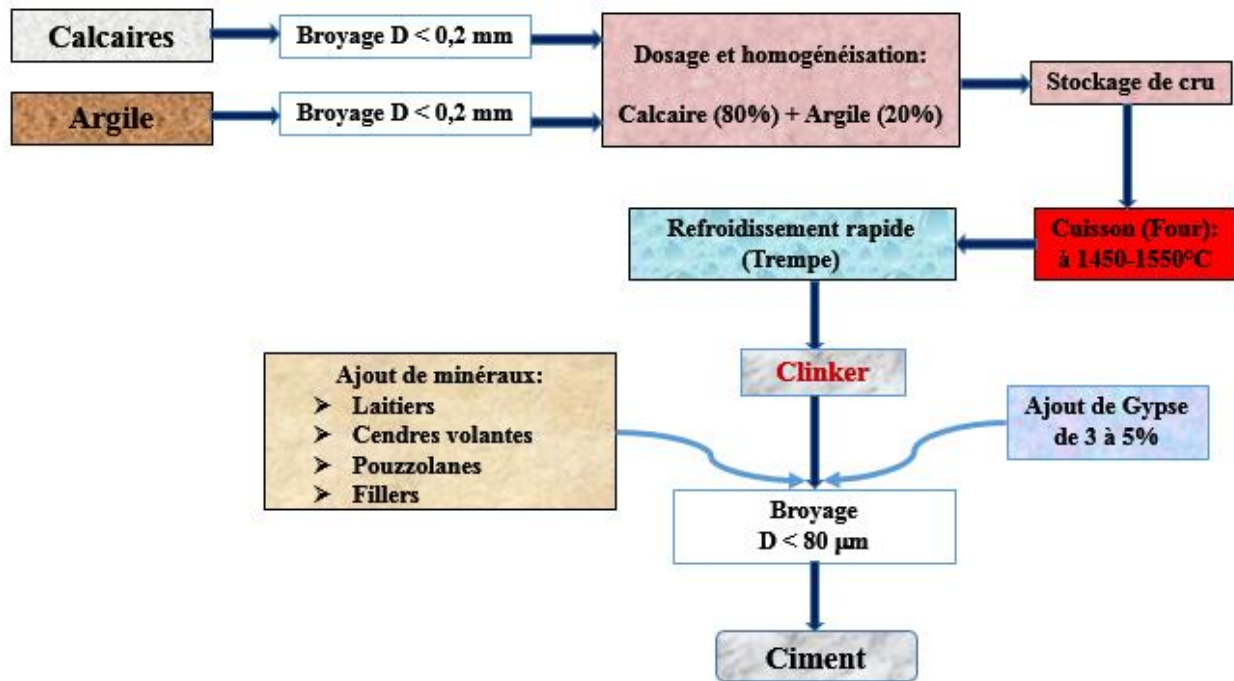 Calcaires
Broyage D < 0,2 mm
Argile
Broyage D < 0,2 mm
Dosage et homogénéisation:
Calcaire (80%) + Argile (20%)
Stockage de cru
Cuisson (Four):
à 1450-1550°C
Refroidissement rapide
(Trempe)
Clinker
Ajout de minéraux:
➤ Laitiers
➤ Cendres volantes
➤ Pouzzolanes
➤ Fillers
Ajout de Gypse
de 3 à 5%
Broyage
D < 80 µm
Ciment